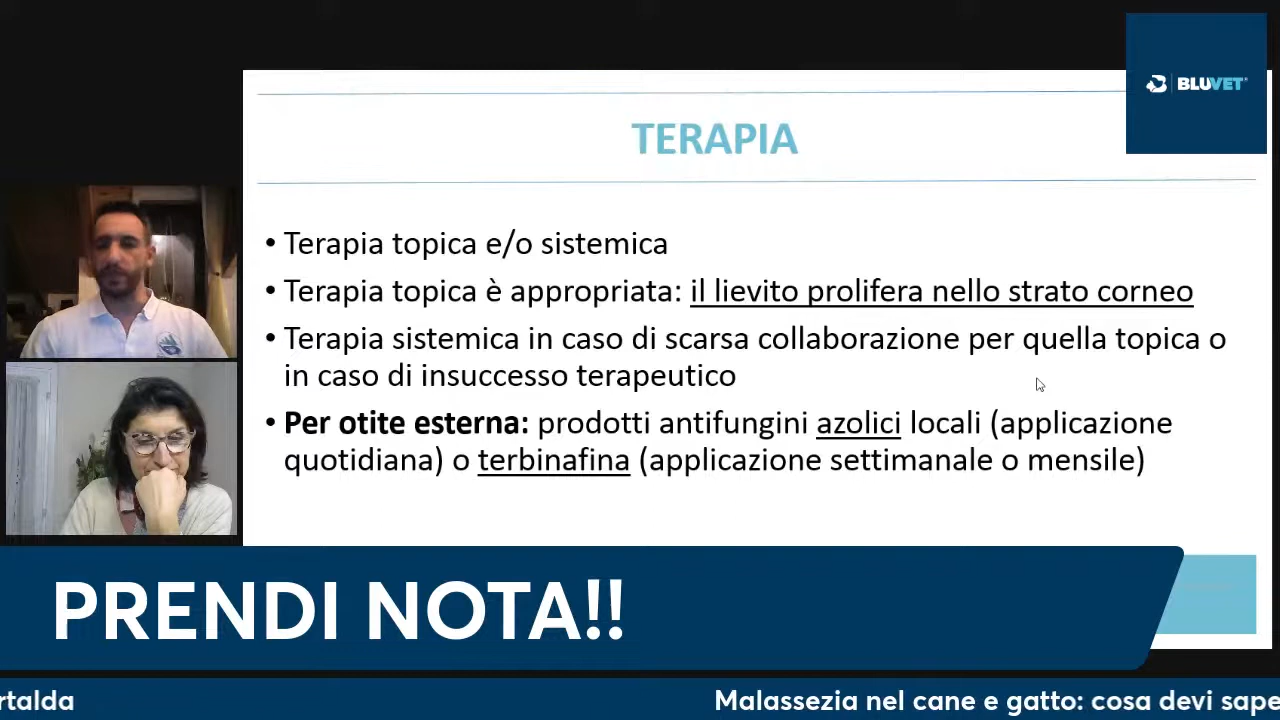 BLUVET
TERAPIA
• Terapia topica e/o sistemica
• Terapia topica è appropriata: il lievito prolifera nello strato corneo
• Terapia sistemica in caso di scarsa collaborazione per quella topica o
in caso di insuccesso terapeutico
• Per otite esterna: prodotti antifungini azolici locali (applicazione
quotidiana) o terbinafina (applicazione settimanale o mensile)
PRENDI NOTA!!
rtalda
Malassezia nel cane e gatto: cosa devi sape